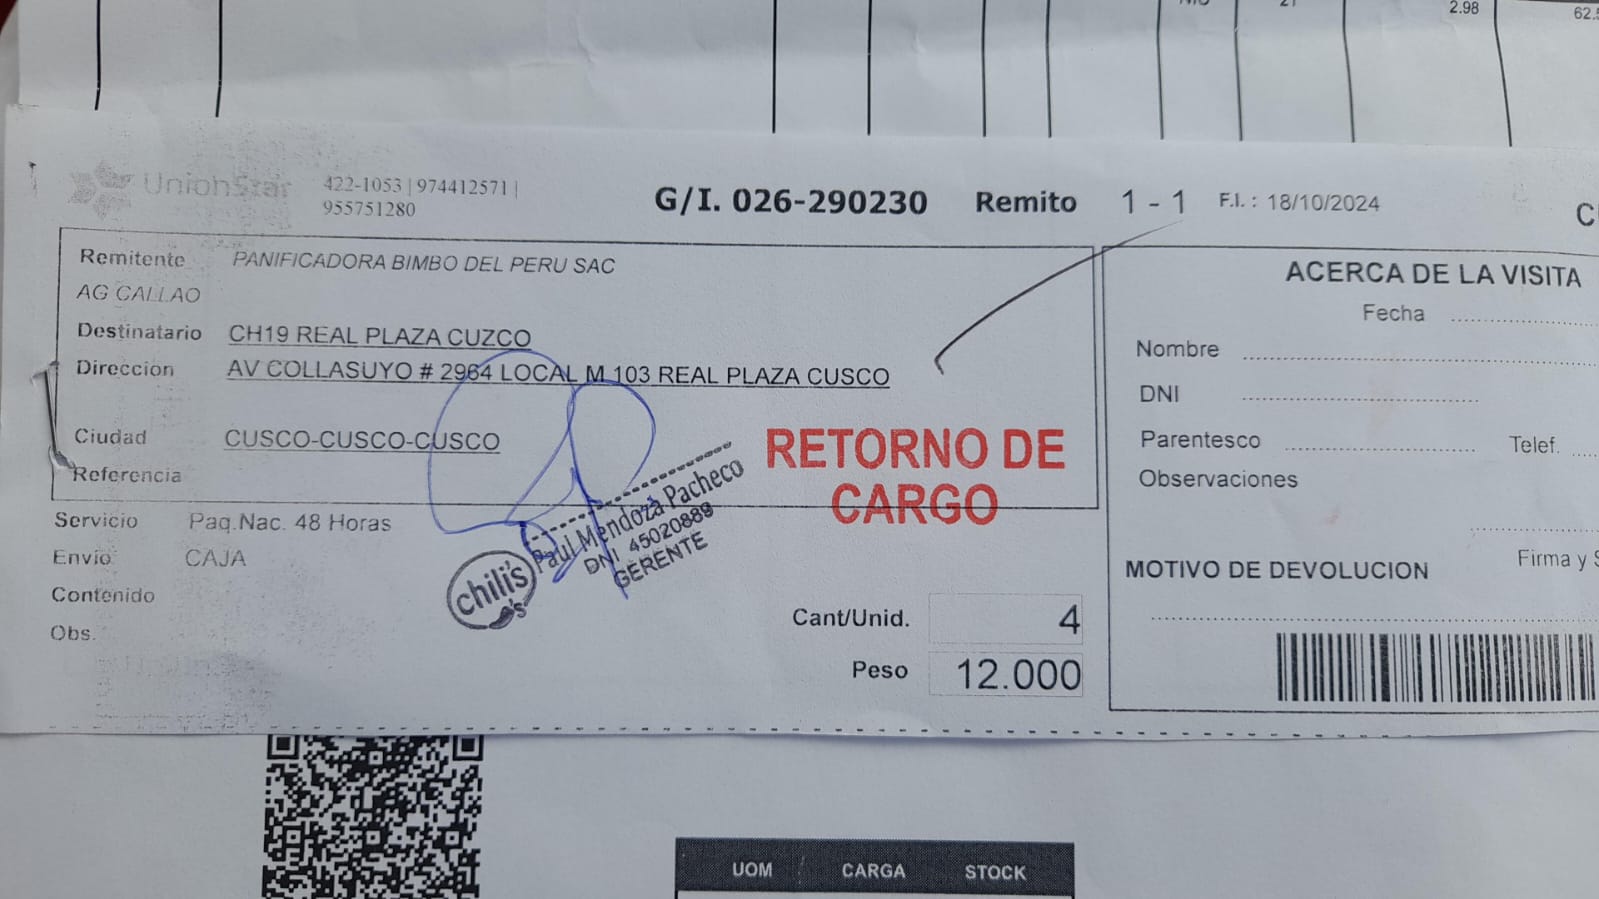 2.98
62.
UnionStar
422-1053 | 974412571 |
955751280
G/I. 026-290230 Remito 1 - 1 F.I. : 18/10/2024
Remitente PANIFICADORA BIMBO DEL PERU SAC
AG CALLAO
Destinatario CH19 REAL PLAZA CUZCO
Direccion AV COLLASUYO # 2964 LOCAL M 103 REAL PLAZA CUSCO
Ciudad CUSCO-CUSCO-CUSCO
Referencia
RETORNO DE
CARGO
Servicio Paq.Nac. 48 Horas
Envio CAJA
Contenido
Obs.
chili's
Paul Mendoza Pacheco
DNI 45020889
GERENTE
Cant/Unid. 4
Peso 12.000
ACERCA DE LA VISITA
Fecha
Nombre
DNI
Parentesco Telef.
Observaciones
Firma y
MOTIVO DE DEVOLUCION
UOM CARGA STOCK